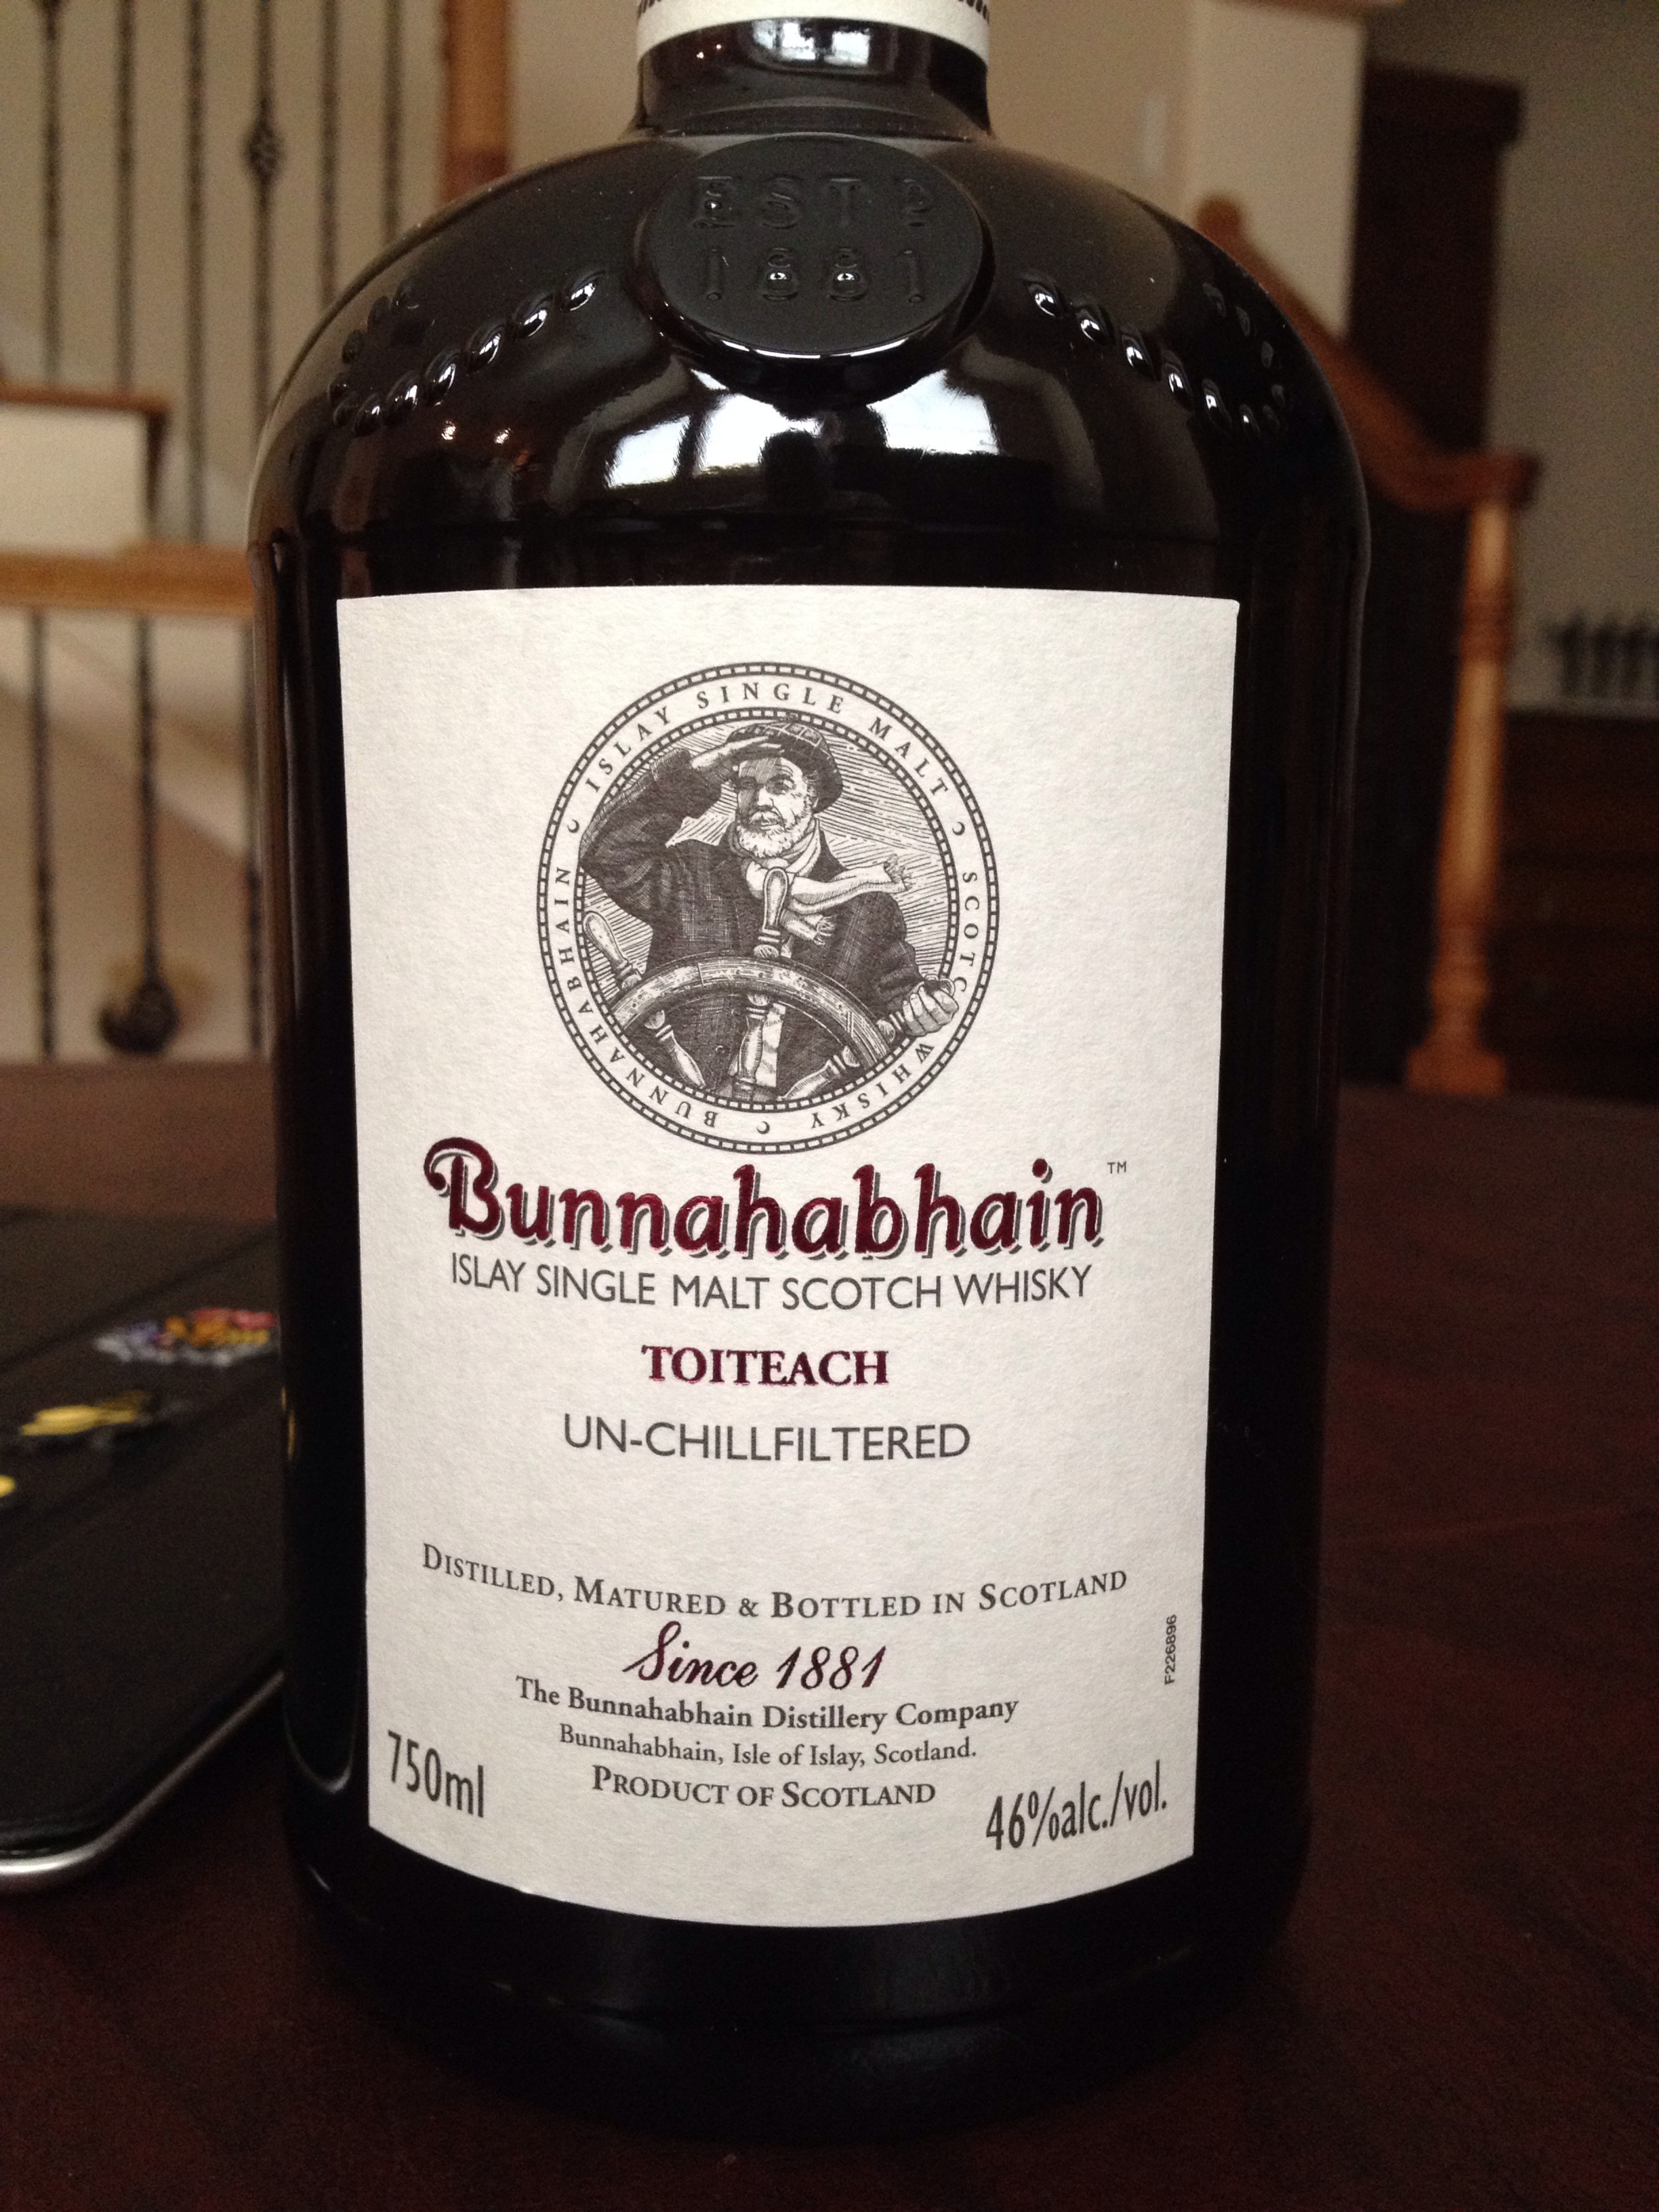 ESTD
1881
ISLAY SINGLE MALT SCOTCH WHISKY BUNNAHABHAIN
Bunnahabhain™
ISLAY SINGLE MALT SCOTCH WHISKY
TOITEACH
UN-CHILLFILTERED
DISTILLED, MATURED & BOTTLED IN SCOTLAND
Since 1881
The Bunnahabhain Distillery Company
Bunnahabhain, Isle of Islay, Scotland.
PRODUCT OF SCOTLAND
750ml
46%alc./vol.
F226896